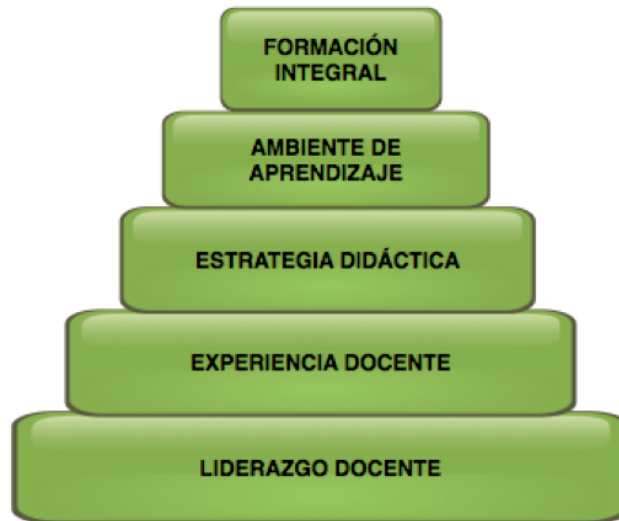 FORMACIÓN
INTEGRAL
AMBIENTE DE
APRENDIZAJE
ESTRATEGIA DIDÁCTICA
EXPERIENCIA DOCENTE
LIDERAZGO DOCENTE